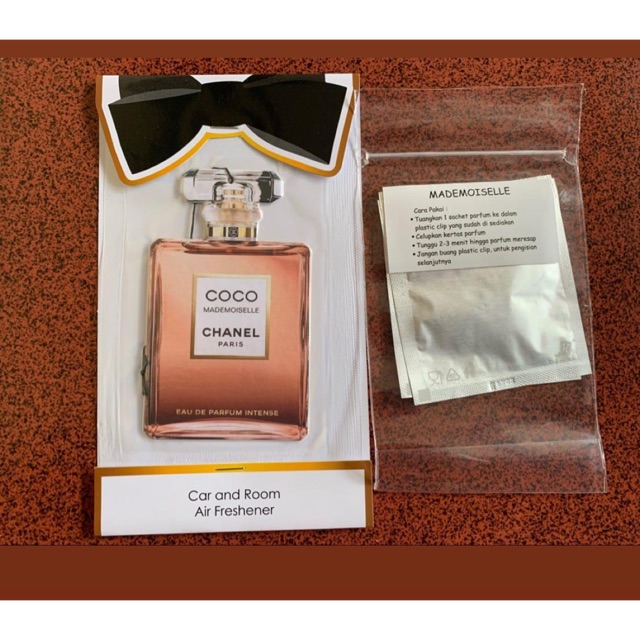 COCO
MADEMOISELLE
CHANEL
PARIS
EAU DE PARFUM INTENSE
Car and Room
Air Freshener
MADEMOISELLE
Cara Pakai :
• Tuangkan 1 sachet parfum ke dalam
plastic clip yang sudah di sediakan
• Celupkan kertas parfum
• Tunggu 2-3 menit hingga parfum meresap
• Jangan buang plastic clip, untuk pengisian
selanjutnya